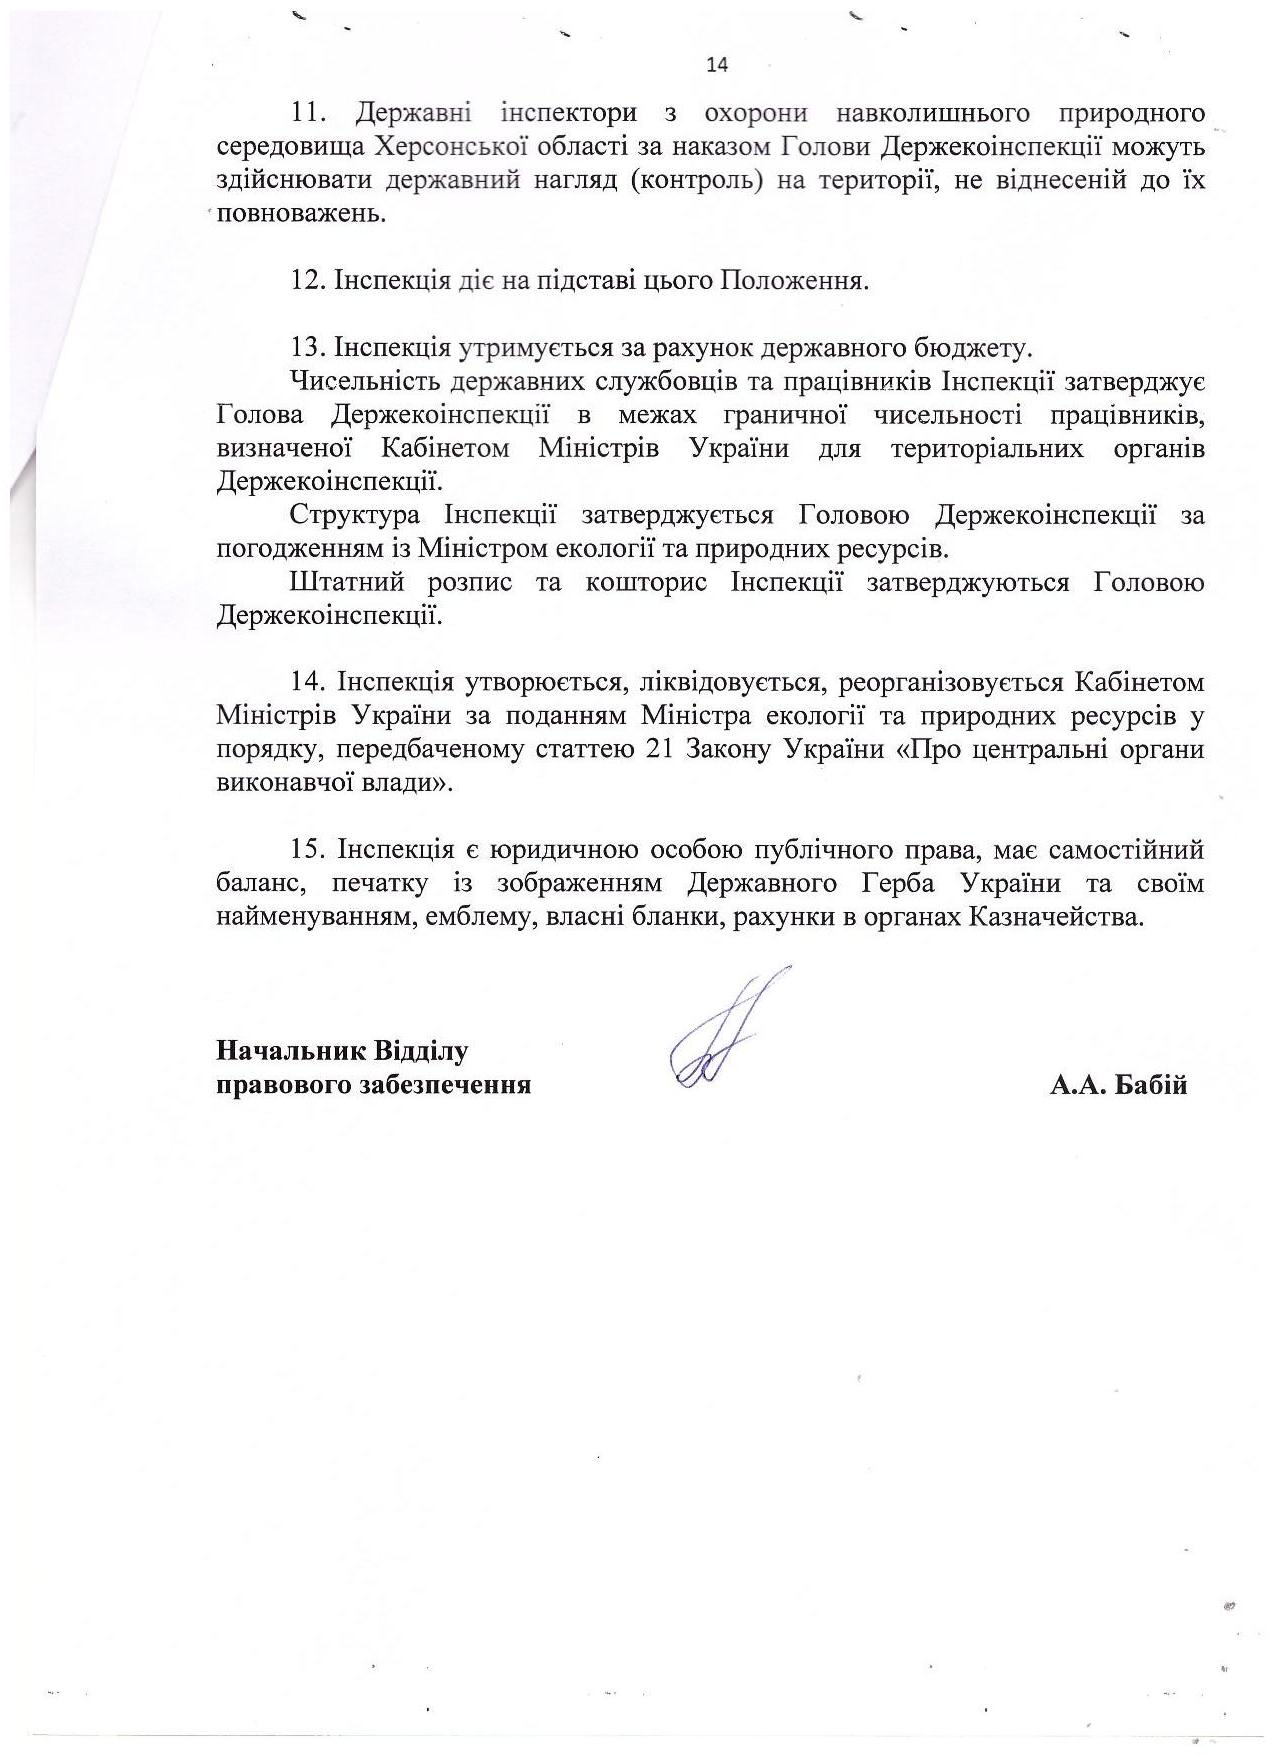 14
11. Державні інспектори з охорони навколишнього природного
середовища Херсонської області за наказом Голови Держекоінспекції можуть
здійснювати державний нагляд (контроль) на території, не віднесеній до їх
повноважень.
12. Інспекція діє на підставі цього Положення.
13. Інспекція утримується за рахунок державного бюджету.
Чисельність державних службовців та працівників Інспекції затверджує
Голова Держекоінспекції в межах граничної чисельності працівників,
визначеної Кабінетом Міністрів України для територіальних органів
Держекоінспекції.
Структура Інспекції затверджується Головою Держекоінспекції за
погодженням із Міністром екології та природних ресурсів.
Штатний розпис та кошторис Інспекції затверджуються Головою
Держекоінспекції.
14. Інспекція утворюється, ліквідовується, реорганізовується Кабінетом
Міністрів України за поданням Міністра екології та природних ресурсів у
порядку, передбаченому статтею 21 Закону України «Про центральні органи
виконавчої влади».
15. Інспекція є юридичною особою публічного права, має самостійний
баланс, печатку із зображенням Державного Герба України та своїм
найменуванням, емблему, власні бланки, рахунки в органах Казначейства.
Начальник Відділу
правового забезпечення А.А. Бабій